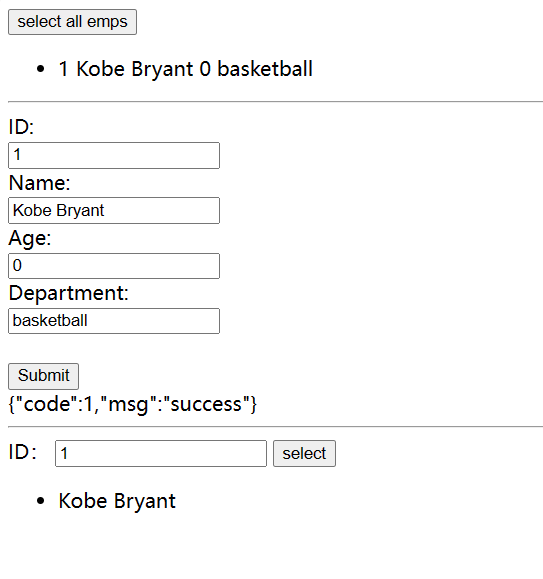 select all emps
1 Kobe Bryant 0 basketball
ID:
1
Name:
Kobe Bryant
Age:
0
Department:
basketball
Submit
{"code":1,"msg":"success"}
ID： 1 select
Kobe Bryant